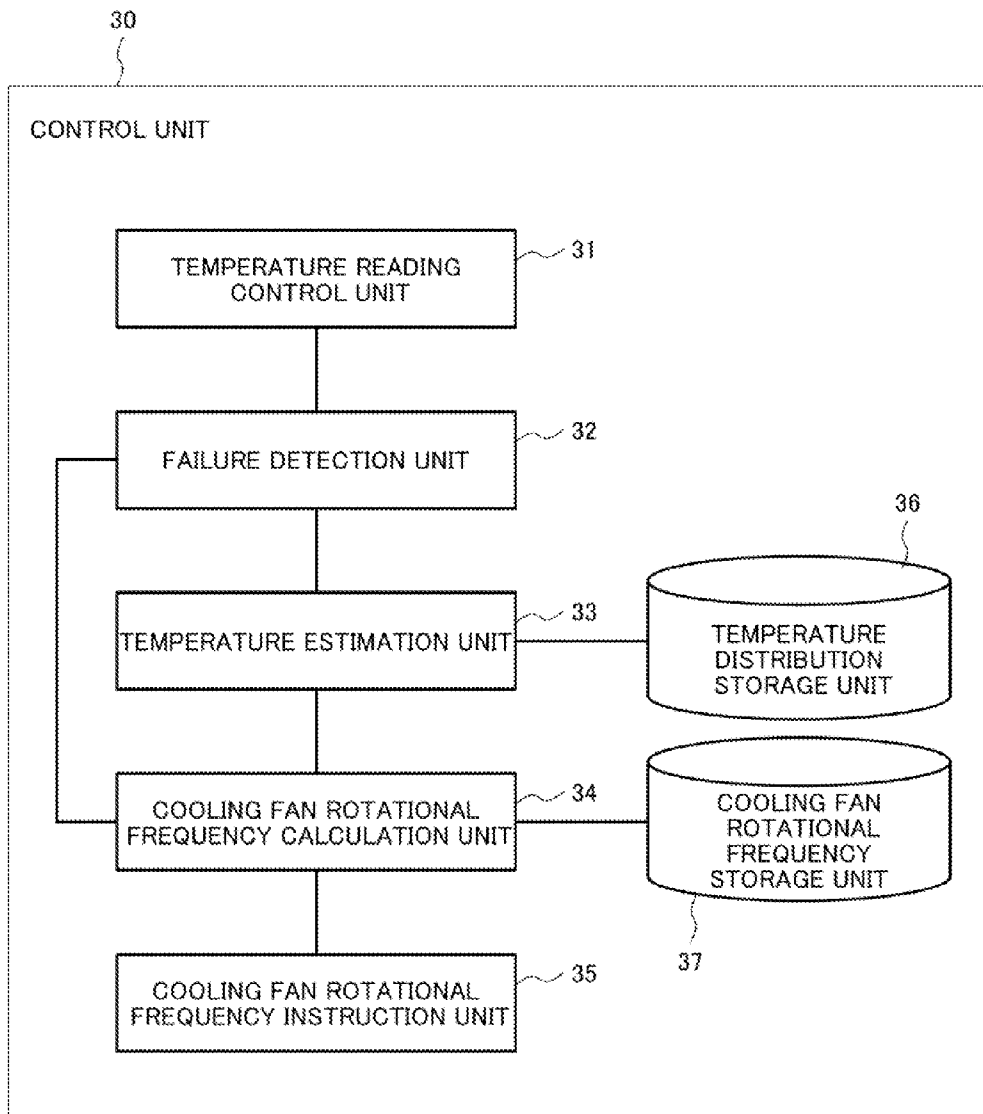 30
CONTROL UNIT
31
TEMPERATURE READING
CONTROL UNIT
32
FAILURE DETECTION UNIT
36
33
TEMPERATURE ESTIMATION UNIT
TEMPERATURE
DISTRIBUTION
STORAGE UNIT
34
COOLING FAN ROTATIONAL
FREQUENCY CALCULATION UNIT
COOLING FAN
ROTATIONAL
FREQUENCY
STORAGE UNIT
37
35
COOLING FAN ROTATIONAL
FREQUENCY INSTRUCTION UNIT